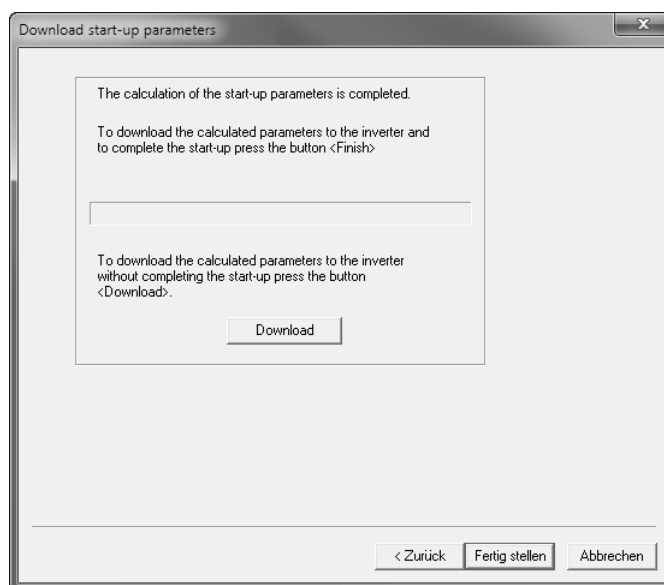 Download start-up parameters
The calculation of the start-up parameters is completed.
To download the calculated parameters to the inverter and
to complete the start-up press the button <Finish>
To download the calculated parameters to the inverter
without completing the start-up press the button
<Download>.
Download
< Zurück
Fertig stellen
Abbrechen